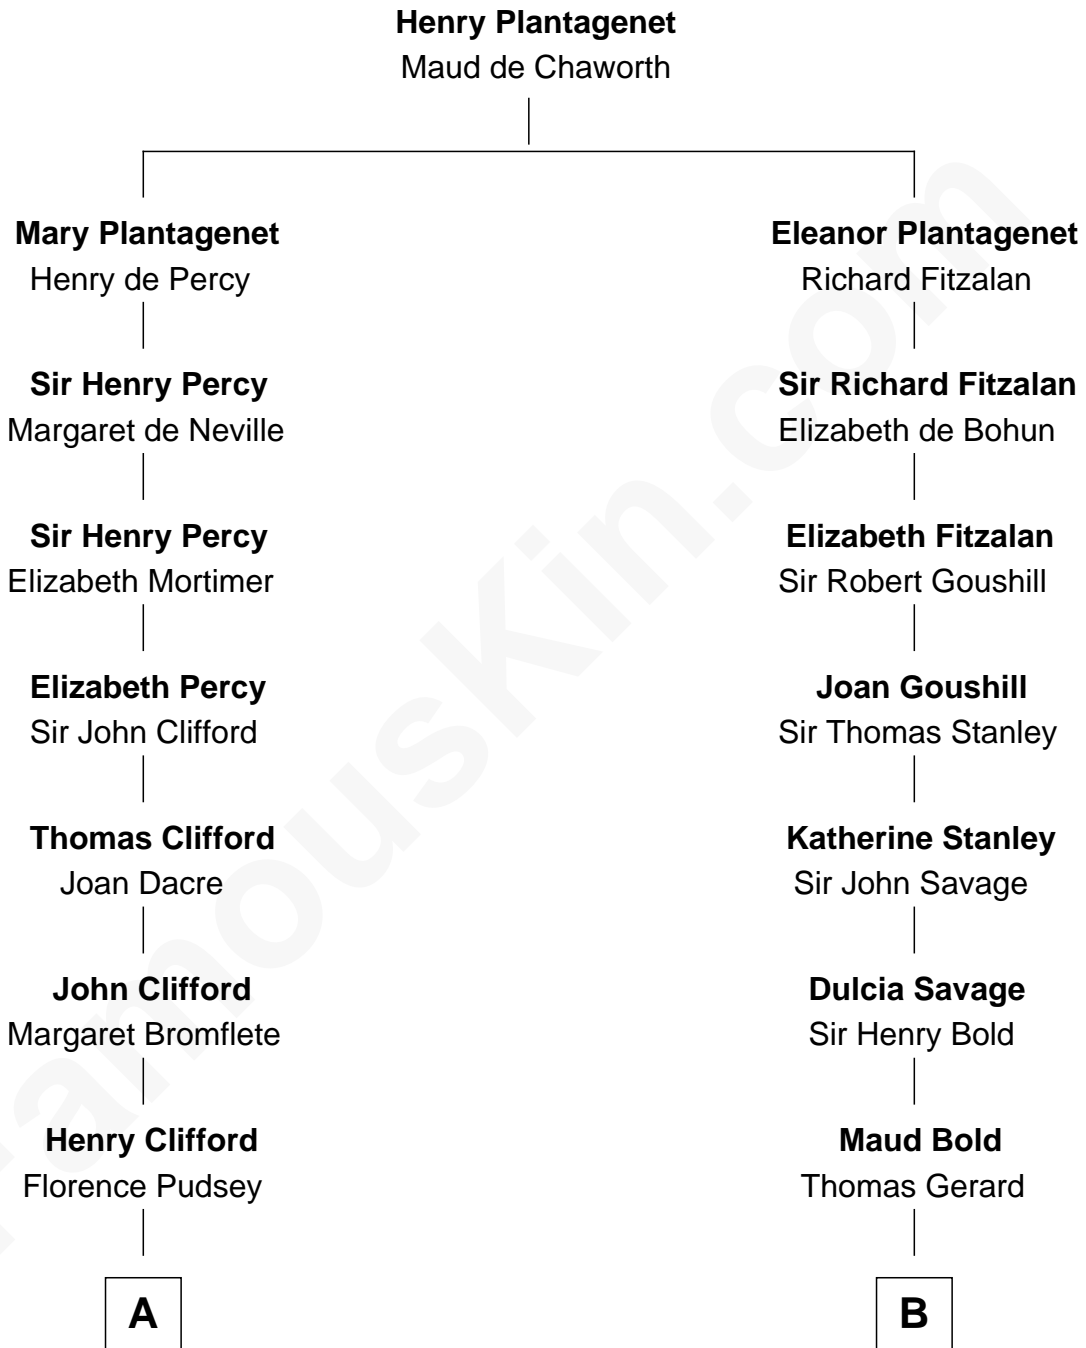 Henry Plantagenet
Maud de Chaworth
Mary Plantagenet
Henry de Percy
Eleanor Plantagenet
Richard Fitzalan
Sir Henry Percy
Margaret de Neville
Sir Richard Fitzalan
Elizabeth de Bohun
Sir Henry Percy
Elizabeth Mortimer
Elizabeth Fitzalan
Sir Robert Goushill
Elizabeth Percy
Sir John Clifford
Joan Goushill
Sir Thomas Stanley
Thomas Clifford
Joan Dacre
Katherine Stanley
Sir John Savage
John Clifford
Margaret Bromflete
Dulcia Savage
Sir Henry Bold
Henry Clifford
Florence Pudsey
Maud Bold
Thomas Gerard
A
B
FamousKin.com